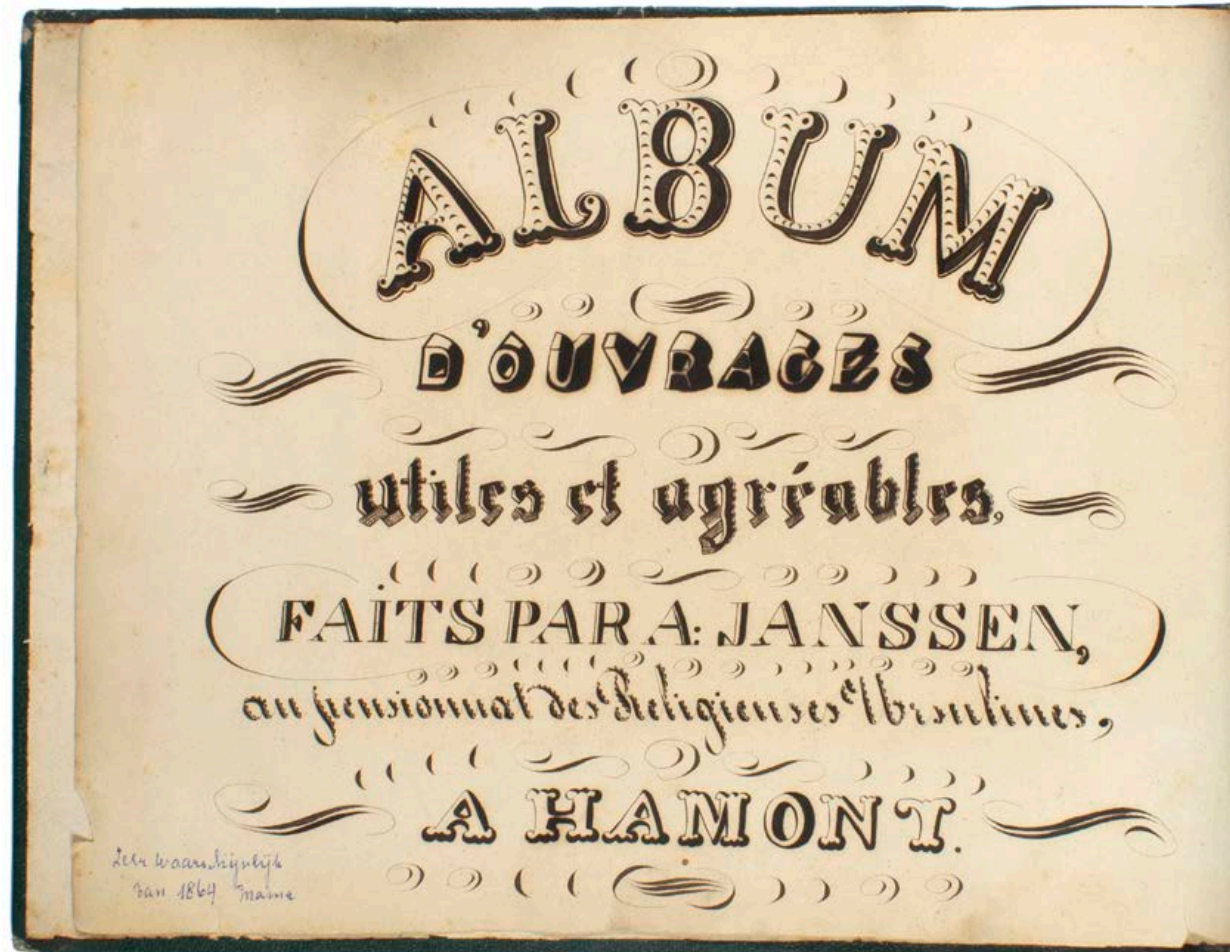 ALBUM
D'OUVRAGES
utiles et agréables,
FAITS PAR A: JANSSEN,
au pensionnat des Religieuses Ursulines,
A HAMONT.
Zeer waarschijnlijk
van 1864